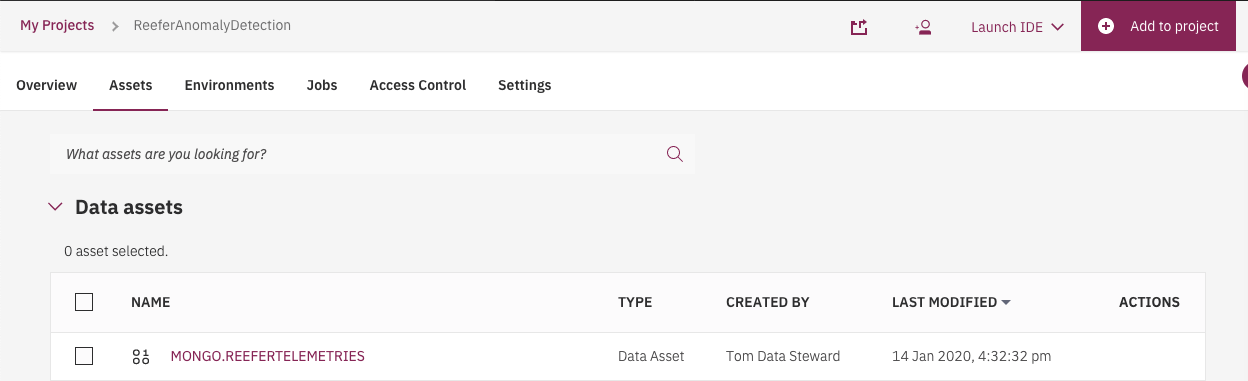 My Projects > ReeferAnomalyDetection Launch IDE Add to project
Overview Assets Environments Jobs Access Control Settings
What assets are you looking for?
Data assets
0 asset selected.
NAME TYPE CREATED BY LAST MODIFIED ACTIONS
MONGO.REEFERTELEMETRIES Data Asset Tom Data Steward 14 Jan 2020, 4:32:32 pm